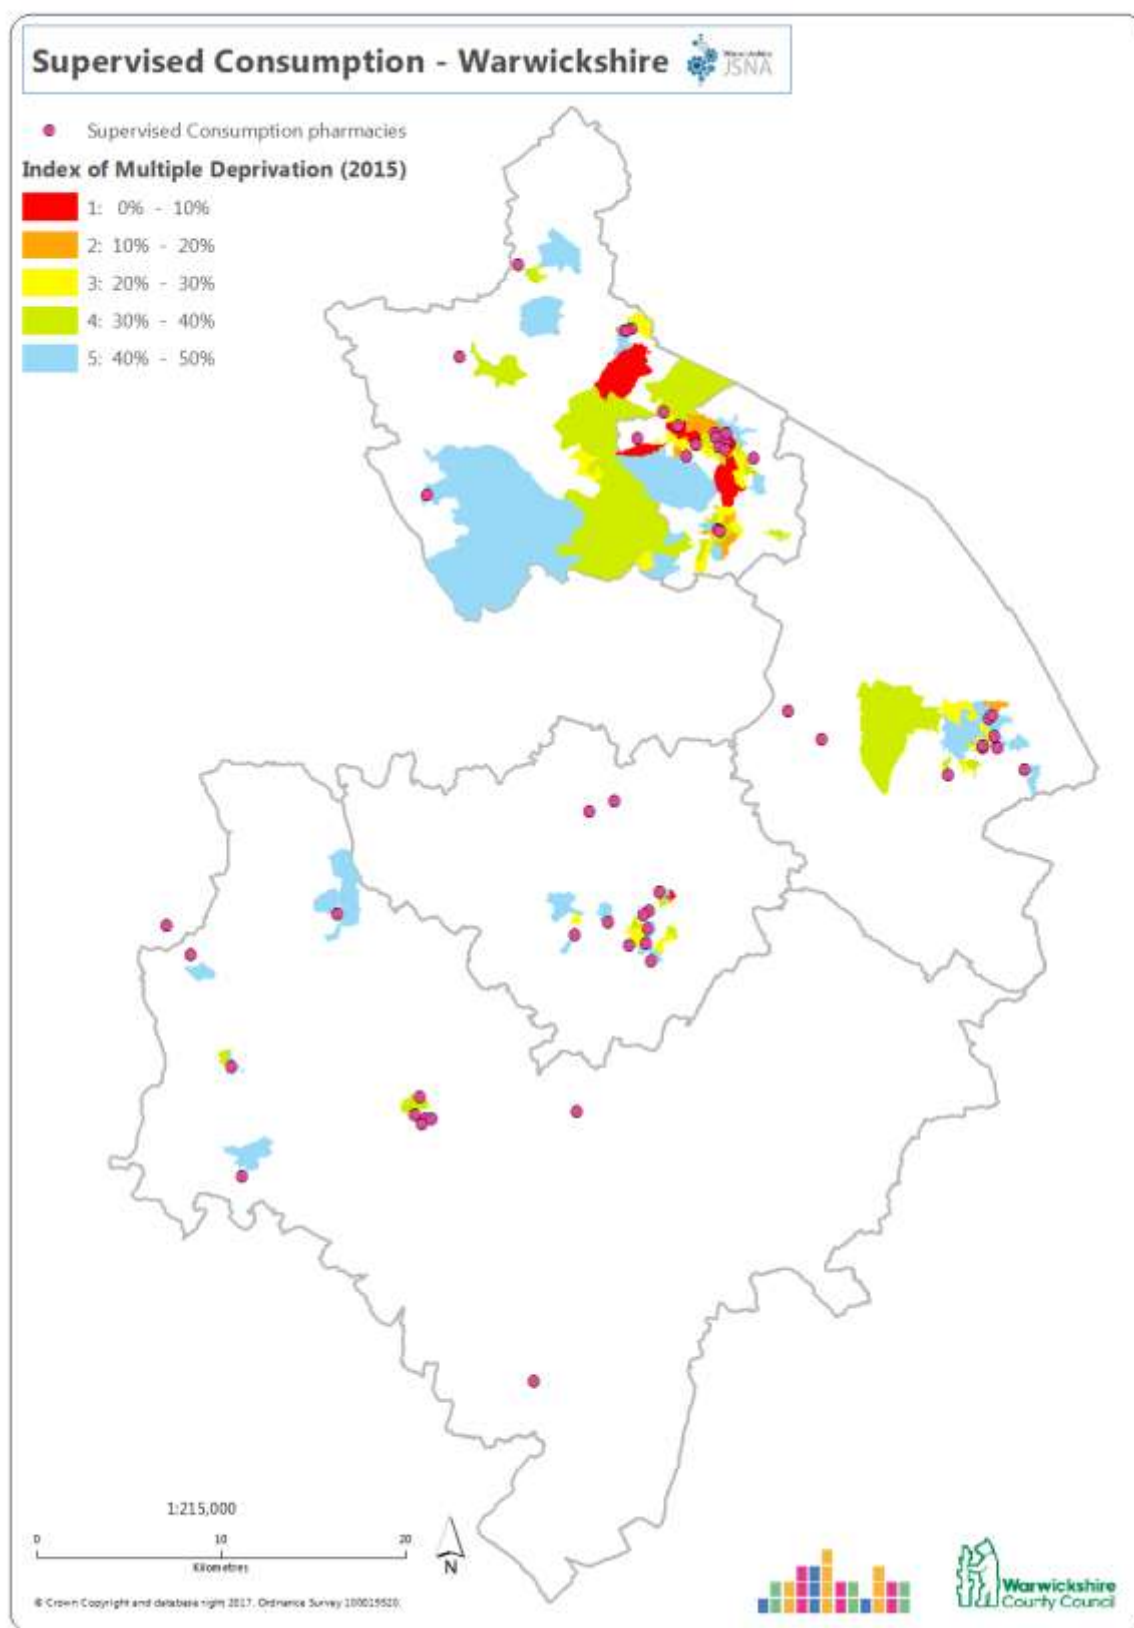 Supervised Consumption - Warwickshire
Warwickshire
JSNA
Supervised Consumption pharmacies
Index of Multiple Deprivation (2015)
1: 0% - 10%
2: 10% - 20%
3: 20% - 30%
4: 30% - 40%
5: 40% - 50%
1:215,000
0 10 20
Kilometres
N
© Crown Copyright and database right 2017. Ordnance Survey 100019520.
Warwickshire
County Council